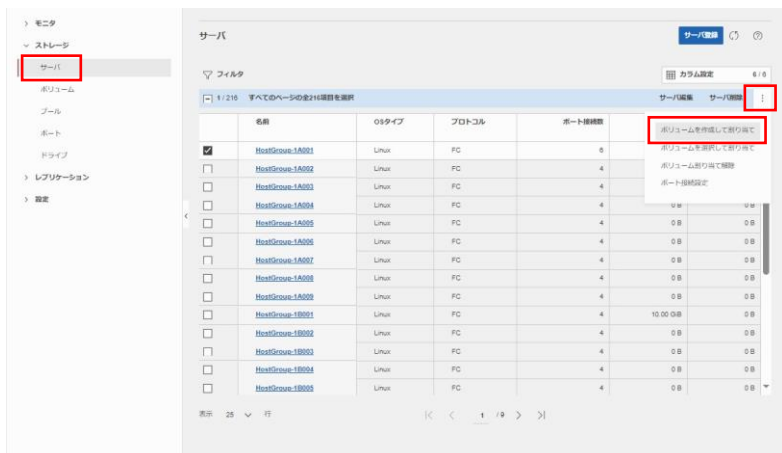 モニタ
ストレージ
サーバ
ボリューム
プール
ポート
ドライブ
レプリケーション
設定
サーバ
サーバ登録
フィルタ
カラム設定 6 / 6
1 / 216 すべてのページの全216項目を選択 サーバ編集 サーバ削除
名前 OSタイプ プロトコル ポート接続数
ボリュームを作成して割り当て
ボリュームを選択して割り当て
ボリューム割り当て解除
ポート接続設定
HostGroup-1A001 Linux FC 6
HostGroup-1A002 Linux FC 4
HostGroup-1A003 Linux FC 4
HostGroup-1A004 Linux FC 4 0 B 0 B
HostGroup-1A005 Linux FC 4 0 B 0 B
HostGroup-1A006 Linux FC 4 0 B 0 B
HostGroup-1A007 Linux FC 4 0 B 0 B
HostGroup-1A008 Linux FC 4 0 B 0 B
HostGroup-1A009 Linux FC 4 0 B 0 B
HostGroup-1B001 Linux FC 4 10.00 GiB 0 B
HostGroup-1B002 Linux FC 4 0 B 0 B
HostGroup-1B003 Linux FC 4 0 B 0 B
HostGroup-1B004 Linux FC 4 0 B 0 B
HostGroup-1B005 Linux FC 4 0 B 0 B
表示 25 行 1 / 9